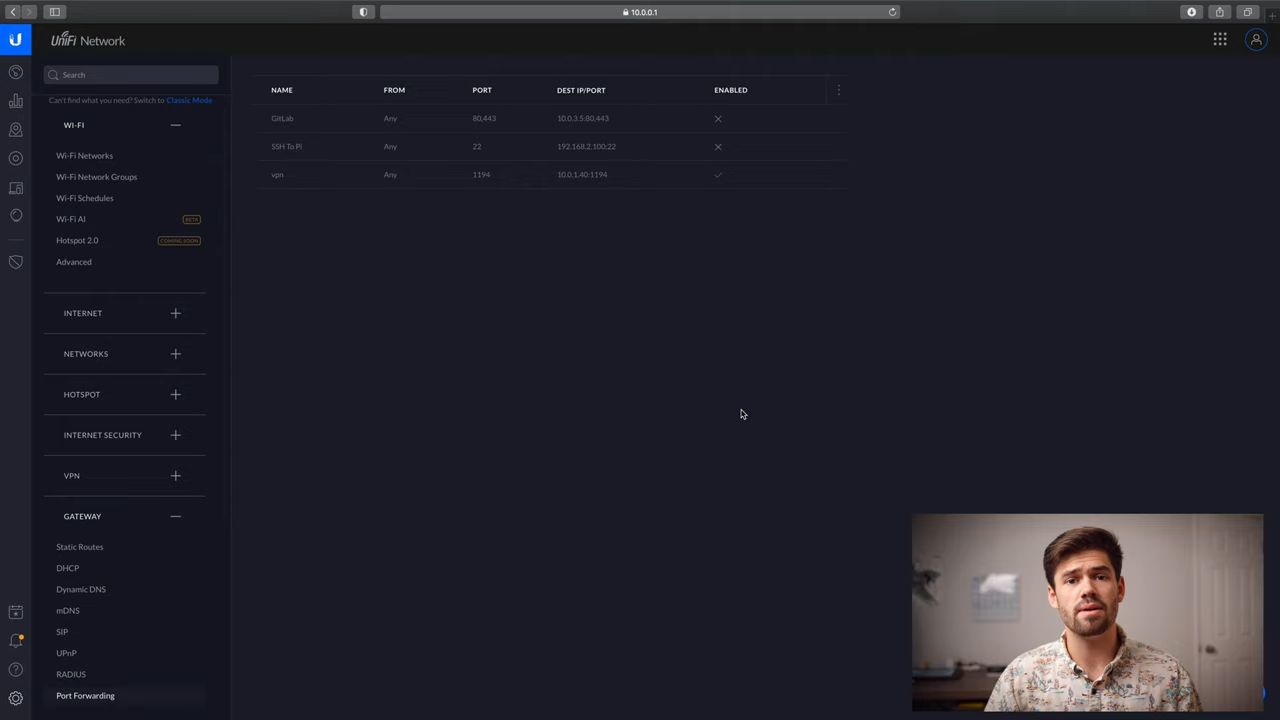 10.0.0.1
UniFi Network
Search
Can't find what you need? Switch to Classic Mode
WI-FI
Wi-Fi Networks
Wi-Fi Network Groups
Wi-Fi Schedules
Wi-Fi AI BETA
Hotspot 2.0 COMING SOON
Advanced
INTERNET
NETWORKS
HOTSPOT
INTERNET SECURITY
VPN
GATEWAY
Static Routes
DHCP
Dynamic DNS
mDNS
SIP
UPnP
RADIUS
Port Forwarding
NAME FROM PORT DEST IP/PORT ENABLED
GitLab Any 80,443 10.0.3.5:80,443
SSH To Pi Any 22 192.168.2.100:22
vpn Any 1194 10.0.1.40:1194